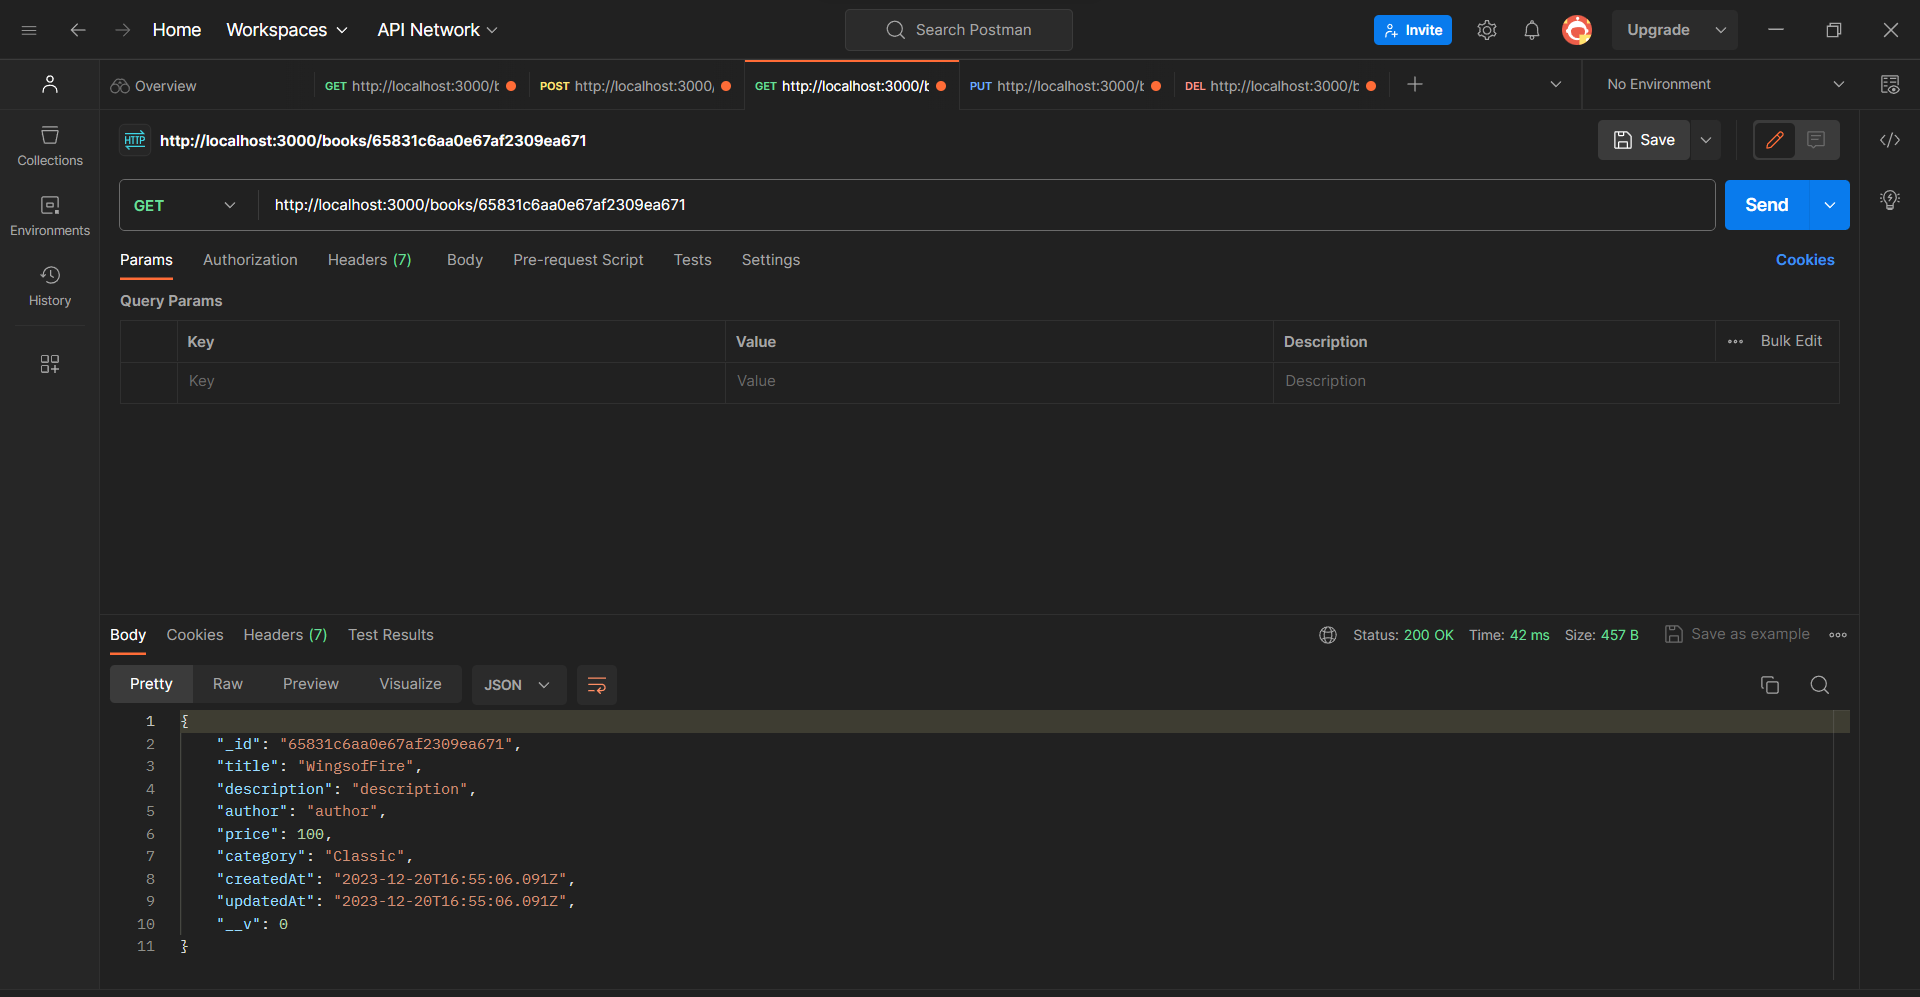 Home Workspaces API Network Search Postman Invite Upgrade
Overview GET http://localhost:3000/b POST http://localhost:3000, GET http://localhost:3000/b PUT http://localhost:3000/b DEL http://localhost:3000/b No Environment
HTTP http://localhost:3000/books/65831c6aa0e67af2309ea671 Save
Collections
GET http://localhost:3000/books/65831c6aa0e67af2309ea671 Send
Environments
Params Authorization Headers (7) Body Pre-request Script Tests Settings Cookies
History
Query Params
Key Value Description Bulk Edit
Key Value Description
Body Cookies Headers (7) Test Results Status: 200 OK Time: 42 ms Size: 457 B Save as example
Pretty Raw Preview Visualize JSON
1 {
2 "_id": "65831c6aa0e67af2309ea671",
3 "title": "WingsofFire",
4 "description": "description",
5 "author": "author",
6 "price": 100,
7 "category": "Classic",
8 "createdAt": "2023-12-20T16:55:06.091Z",
9 "updatedAt": "2023-12-20T16:55:06.091Z",
10 "__v": 0
11 }